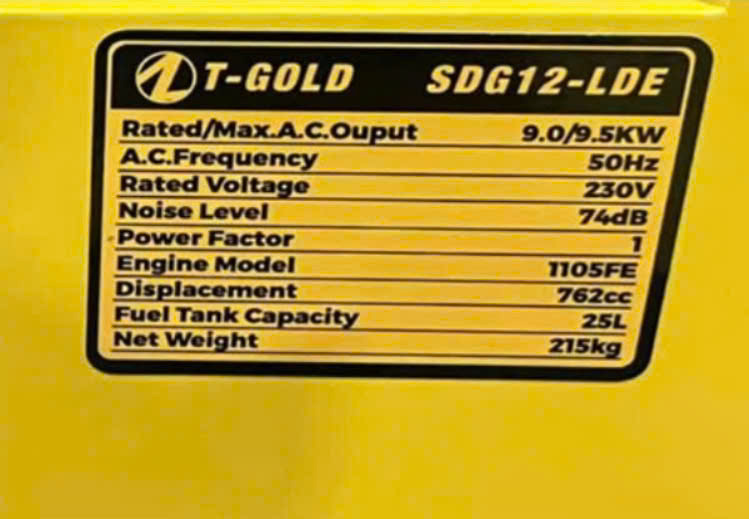 T-GOLD SDG12-LDE
Rated/Max.A.C.Ouput 9.0/9.5KW
A.C.Frequency 50Hz
Rated Voltage 230V
Noise Level 74dB
Power Factor 1
Engine Model 1105FE
Displacement 762cc
Fuel Tank Capacity 25L
Net Weight 215kg